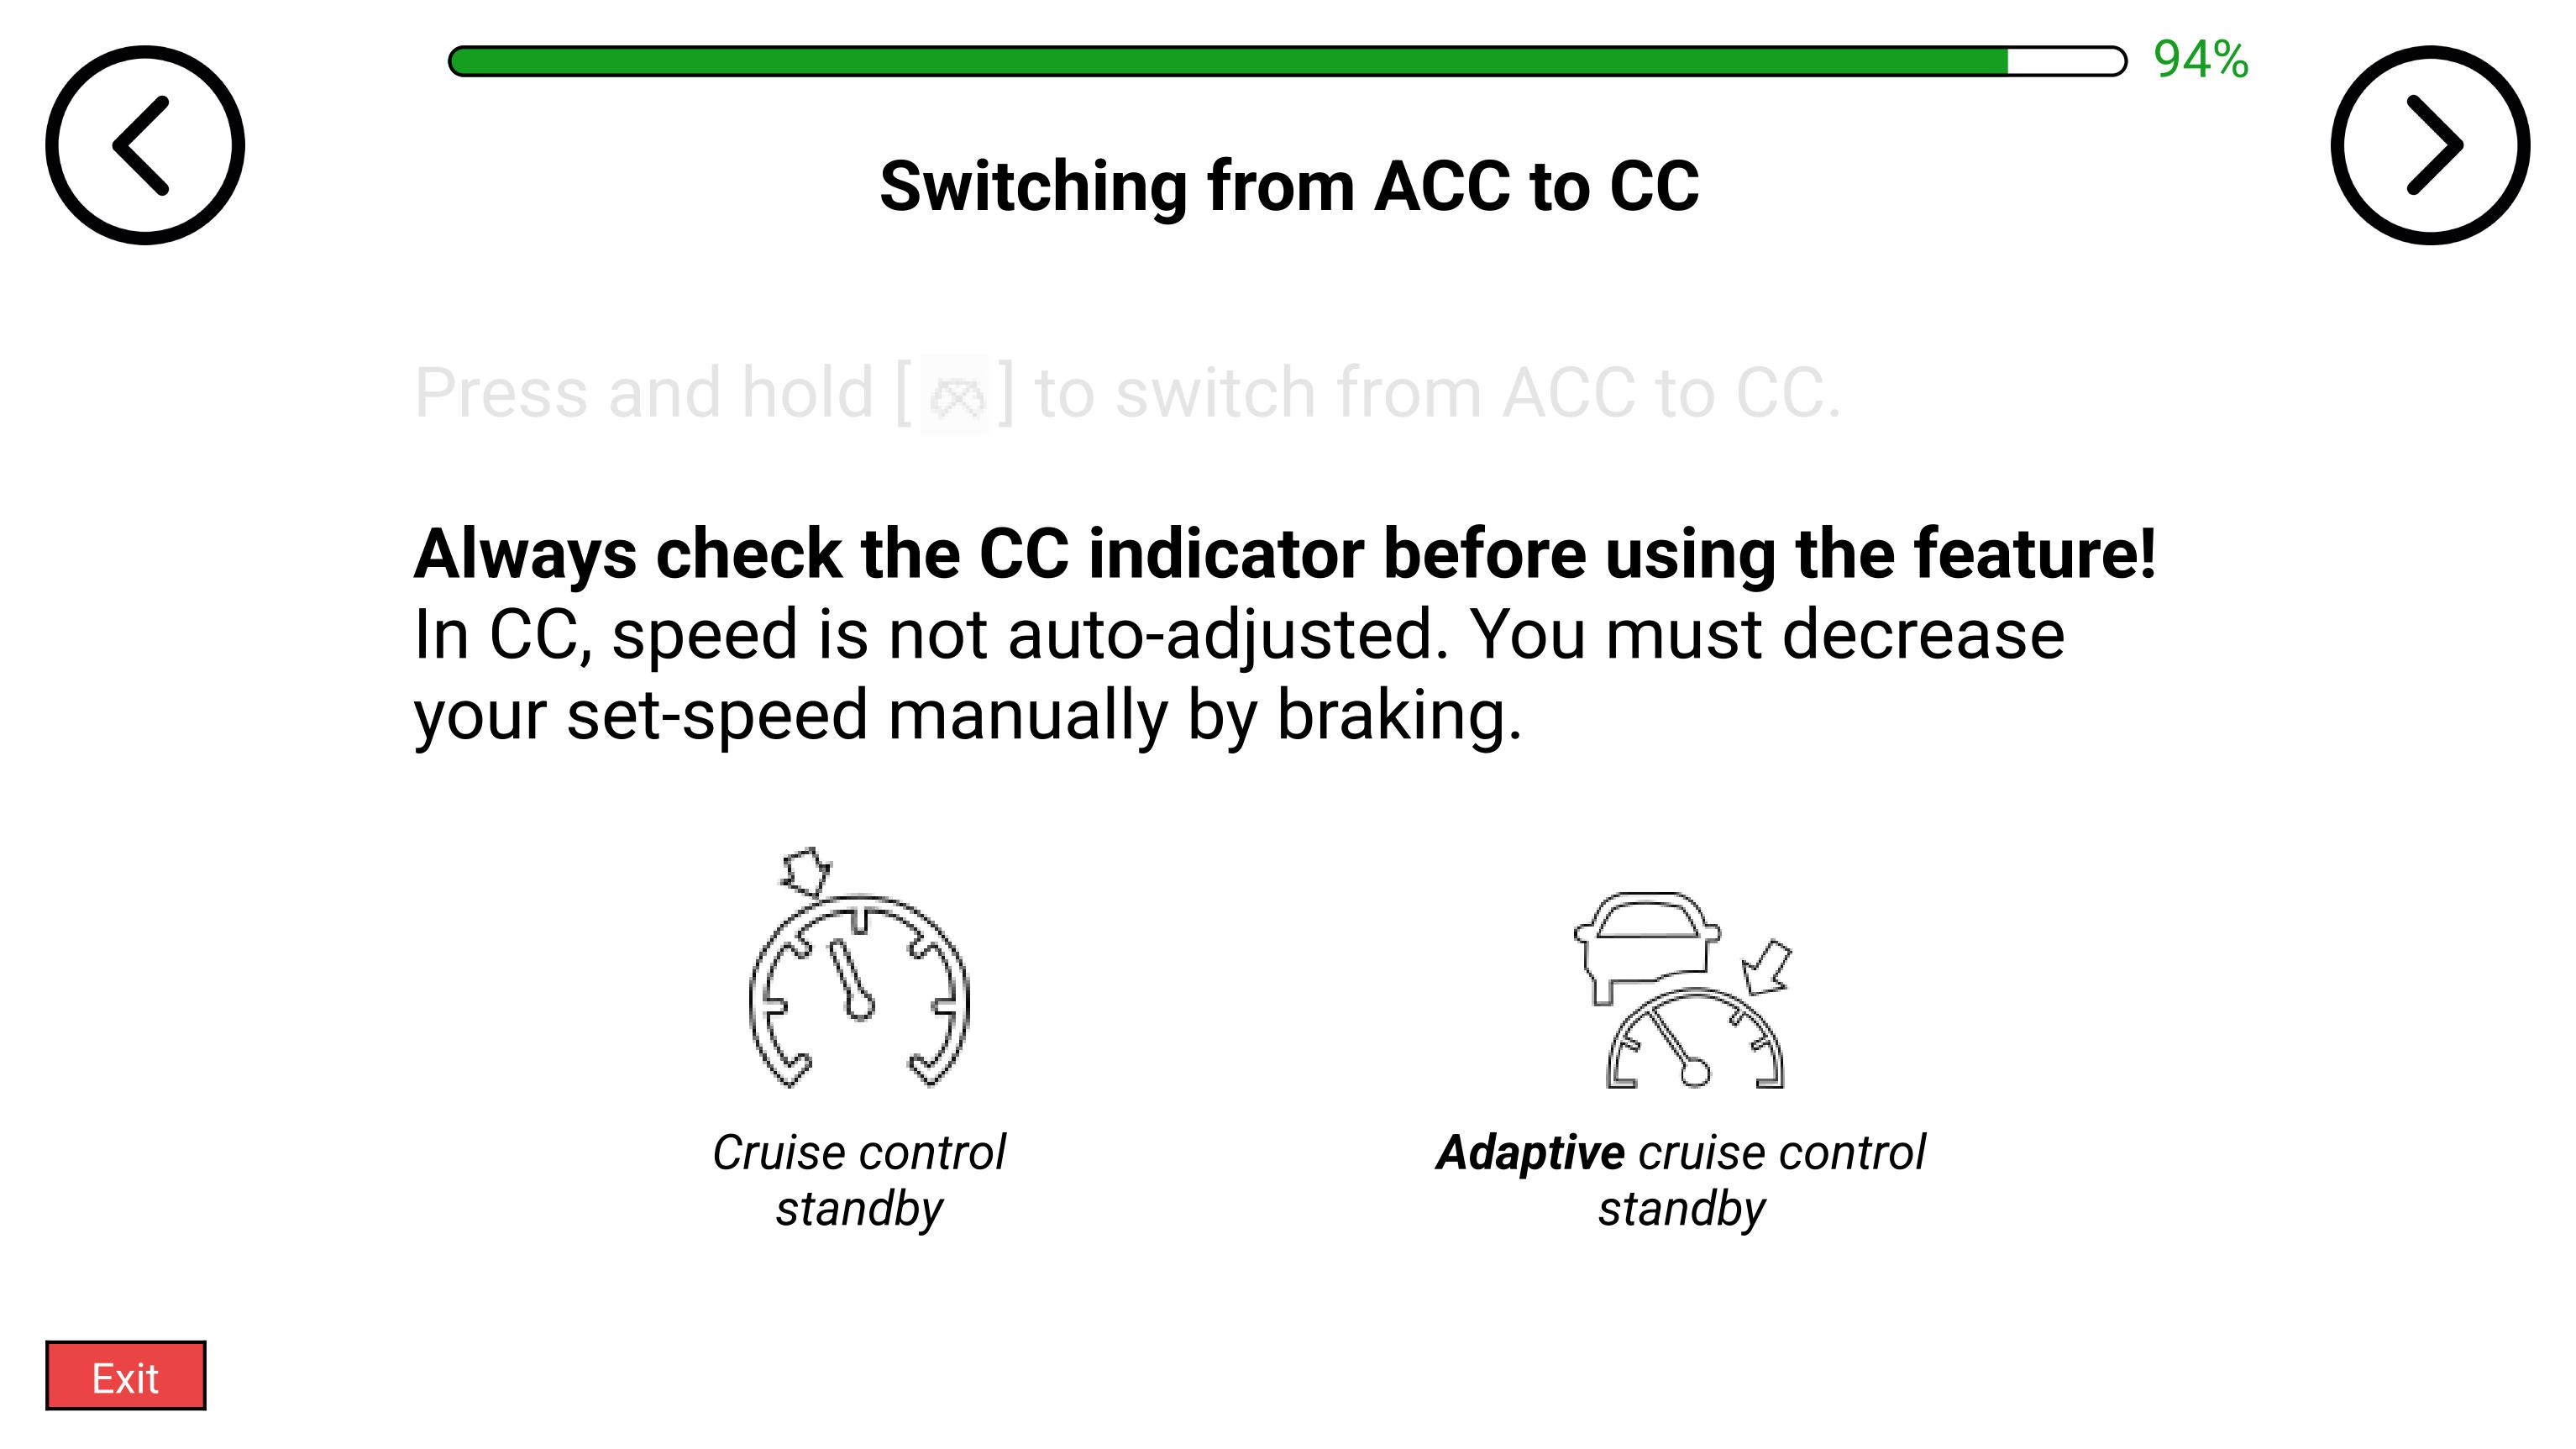 94%
Switching from ACC to CC
Press and hold [ ] to switch from ACC to CC.
Always check the CC indicator before using the feature!
In CC, speed is not auto-adjusted. You must decrease
your set-speed manually by braking.
Cruise control
standby
Adaptive cruise control
standby
Exit